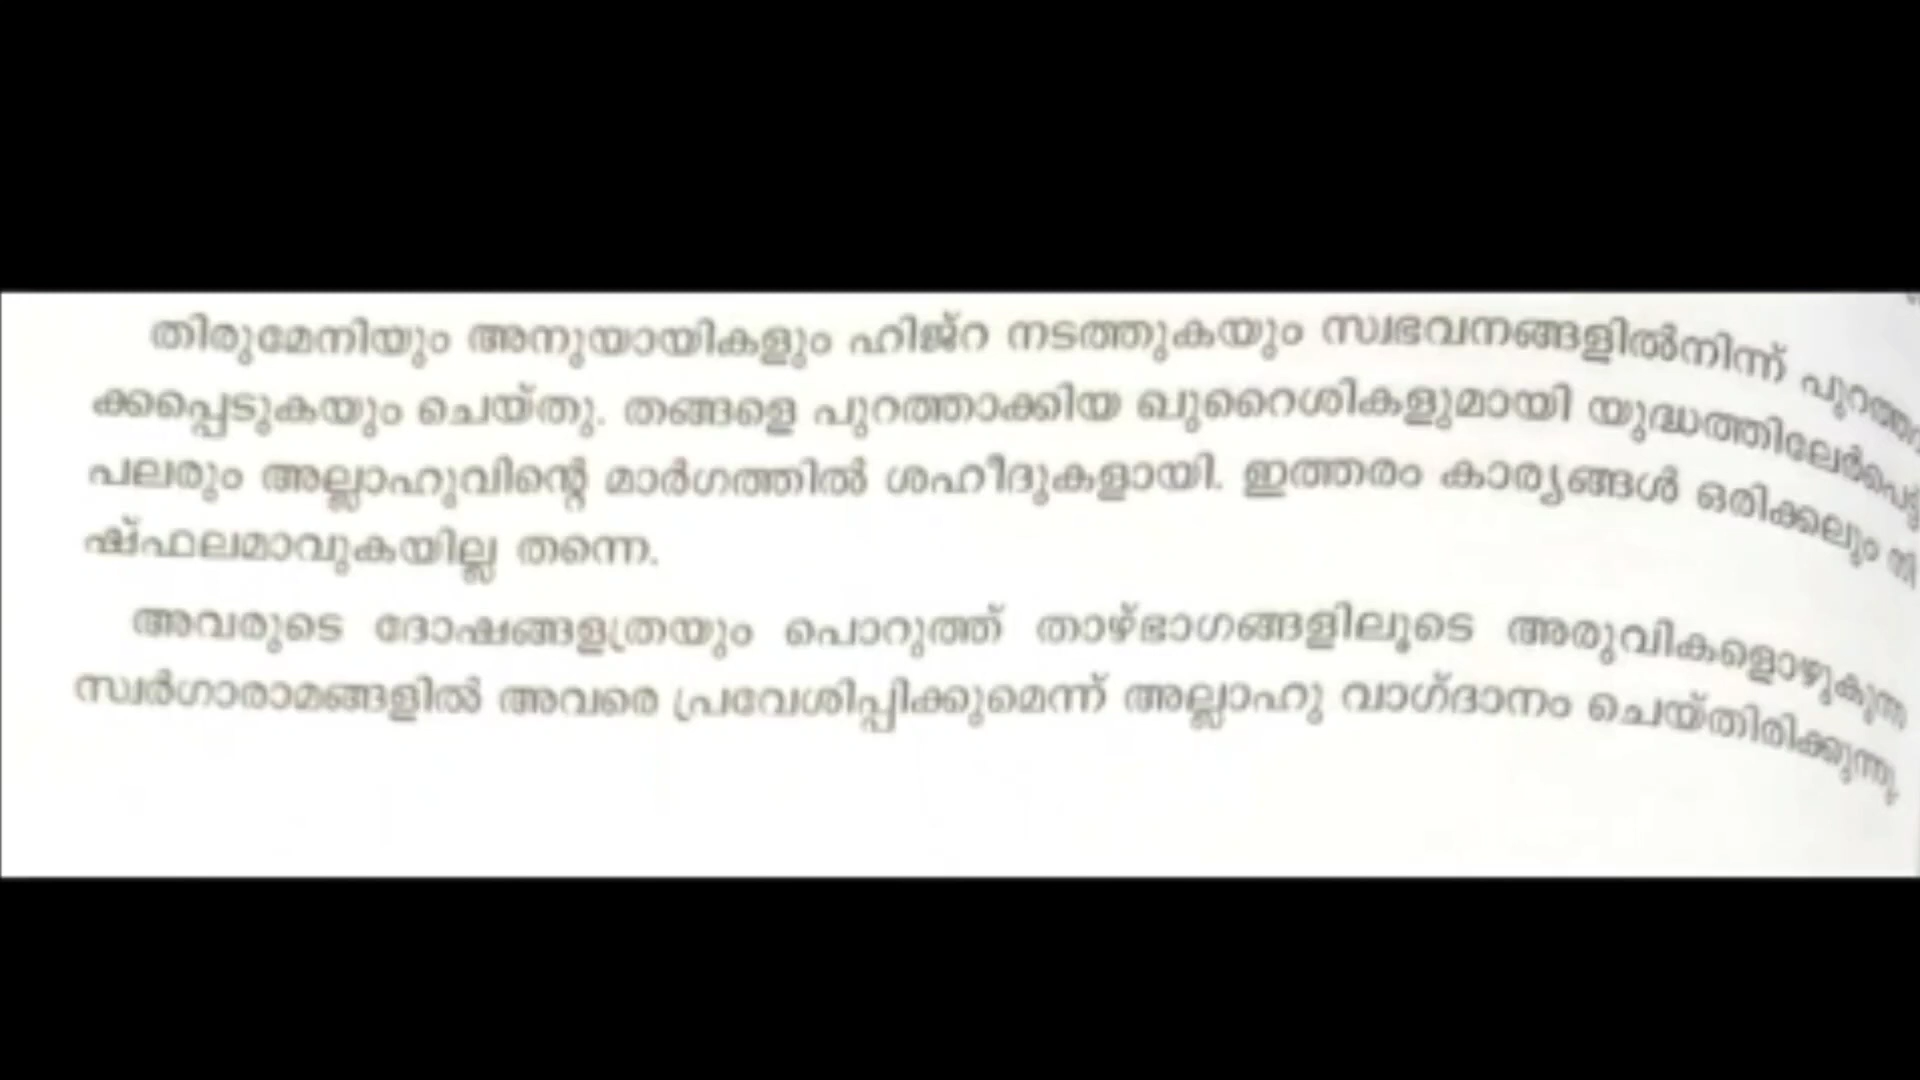 തിരുമേനിയും അനുയായികളും ഹിജ്റ നടത്തുകയും സ്വഭവനങ്ങളിൽനിന്ന് പുറത്താ
ക്കപ്പെടുകയും ചെയ്തു. തങ്ങളെ പുറത്താക്കിയ ഖുറൈശികളുമായി യുദ്ധത്തിലേർപെട്ട്
പലരും അല്ലാഹുവിന്റെ മാർഗത്തിൽ ശഹീദുകളായി. ഇത്തരം കാര്യങ്ങൾ ഒരിക്കലും നി
ഷ്ഫലമാവുകയില്ല തന്നെ.
അവരുടെ ദോഷങ്ങളത്രയും പൊറുത്ത് താഴ്ഭാഗങ്ങളിലൂടെ അരുവികളൊഴുകുന്ന
സ്വർഗാരാമങ്ങളിൽ അവരെ പ്രവേശിപ്പിക്കുമെന്ന് അല്ലാഹു വാഗ്ദാനം ചെയ്തിരിക്കുന്നു.